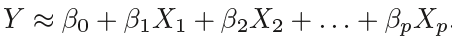 Y ≈ β₀ + β₁X₁ + β₂X₂ + … + βₚXₚ.